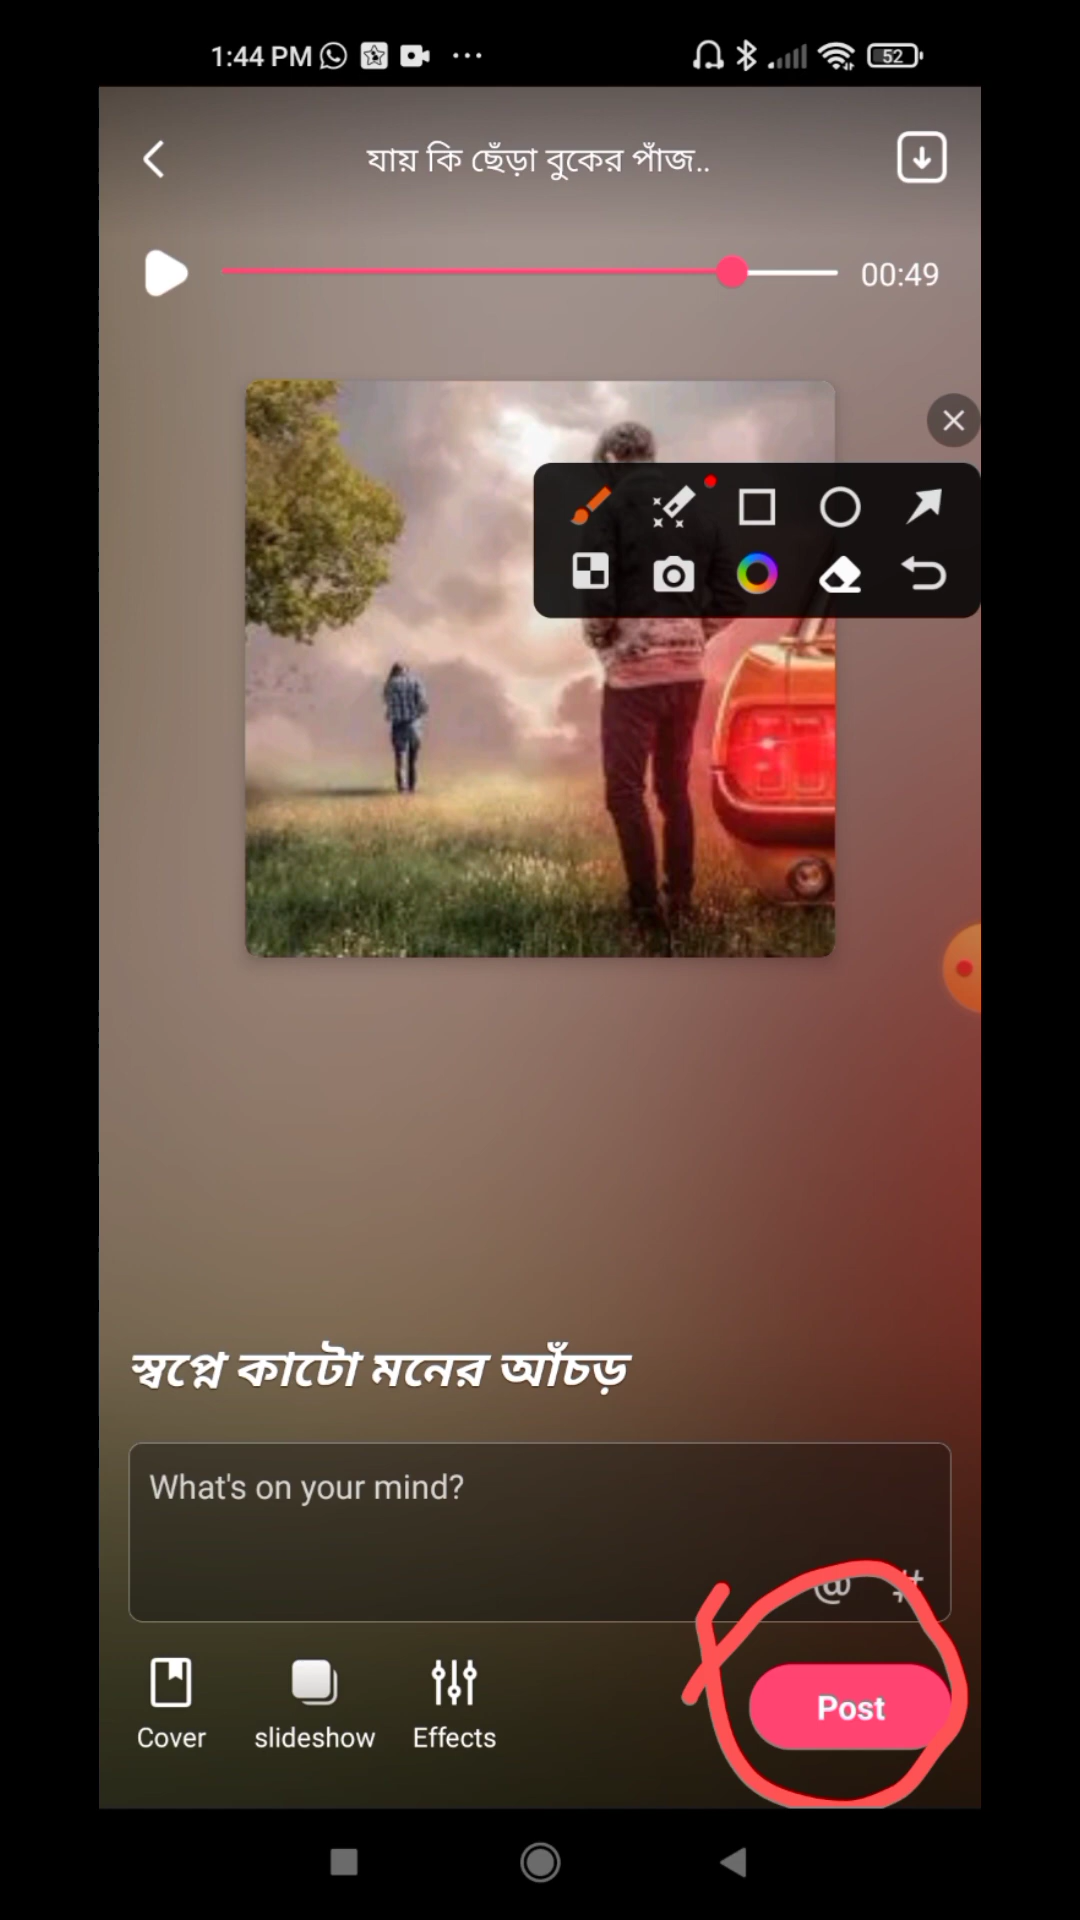 1:44 PM
52
যায় কি ছেঁড়া বুকের পাঁজ..
00:49
স্বপ্নে কাটো মনের আঁচড়
What's on your mind?
@ #
Cover
slideshow
Effects
Post